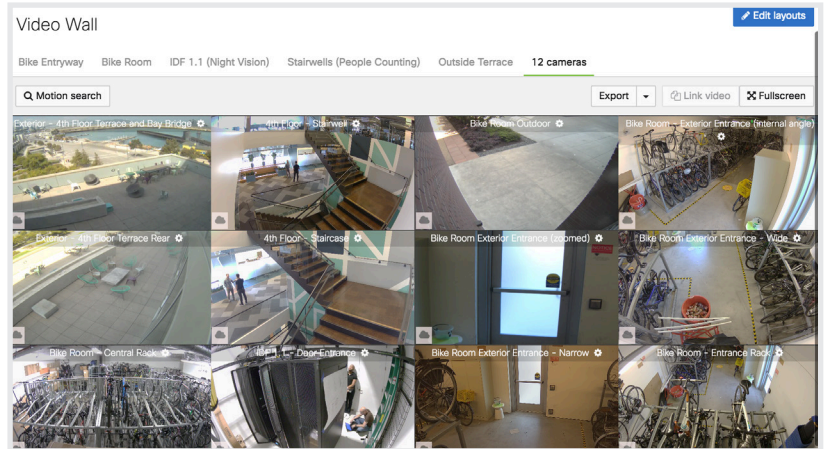 Video Wall
Edit layouts
Bike Entryway Bike Room IDF 1.1 (Night Vision) Stairwells (People Counting) Outside Terrace 12 cameras
Motion search Export Link video Fullscreen
Exterior - 4th Floor Terrace and Bay Bridge
4th Floor - Stairwell
Bike Room Outdoor
Bike Room - Exterior Entrance (internal angle)
Exterior - 4th Floor Terrace Rear
4th Floor - Staircase
Bike Room Exterior Entrance (zoomed)
Bike Room Exterior Entrance - Wide
Bike Room - Central Rack
IDF 1.1 - Door Entrance
Bike Room Exterior Entrance - Narrow
Bike Room - Entrance Rack